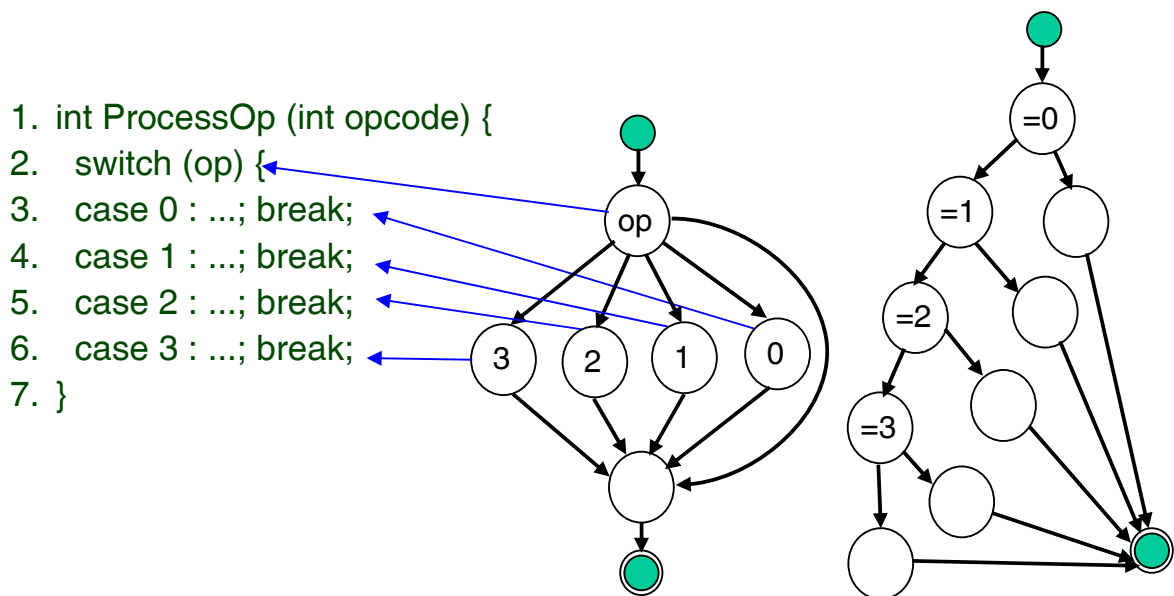 1. int ProcessOp (int opcode) {
2. switch (op) {
3. case 0 : ...; break;
4. case 1 : ...; break;
5. case 2 : ...; break;
6. case 3 : ...; break;
7. }
op
3
2
1
0
=0
=1
=2
=3